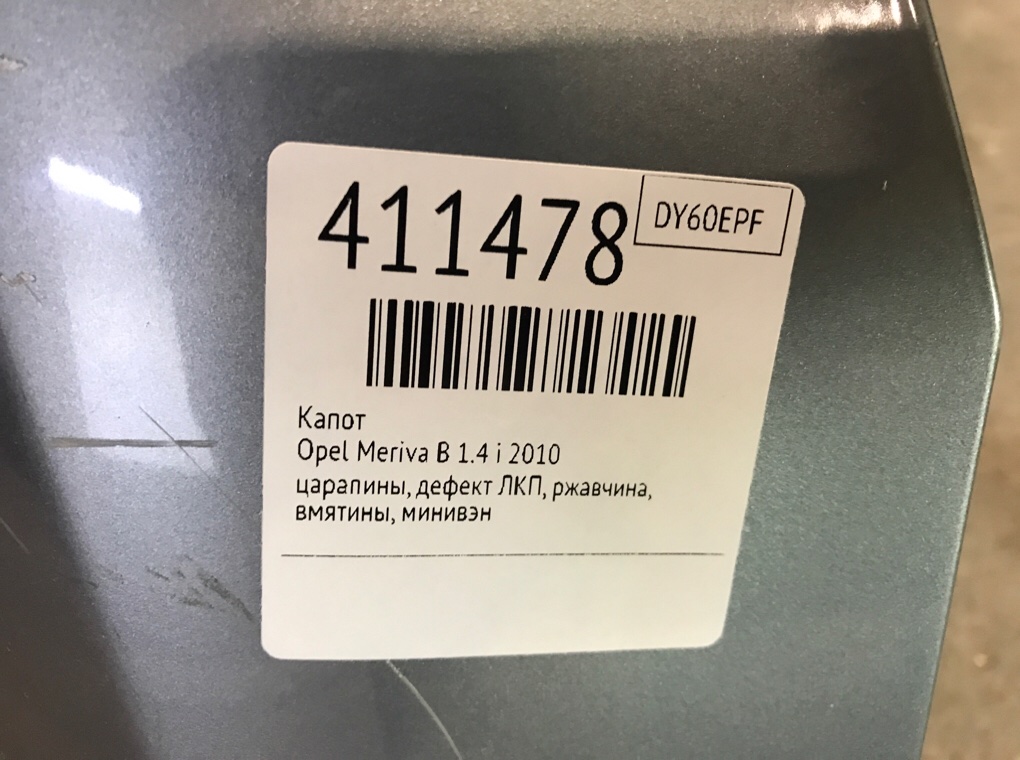 411478
DY60EPF
Капот
Opel Meriva B 1.4 i 2010
царапины, дефект ЛКП, ржавчина,
вмятины, минивэн